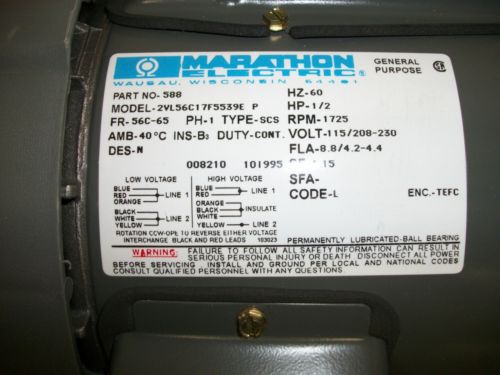 MARATHON
ELECTRIC®
WAUSAU, WISCONSIN 54401
GENERAL
PURPOSE
PART NO- 588
HZ-60
MODEL-2VL56C17F5539E P
HP-1/2
FR-56C-65 PH-1 TYPE-SCS RPM-1725
AMB-40°C INS-B2 DUTY-CONT. VOLT-115/208-230
DES-N
FLA-8.8/4.2-4.4
008210 101995
15
SFA-
CODE-L
ENC.-TEFC
LOW VOLTAGE
BLUE
RED
LINE 1
ORANGE
BLACK
WHITE
LINE 2
YELLOW
HIGH VOLTAGE
BLUE
RED
LINE 1
ORANGE
BLACK
INSULATE
WHITE
YELLOW
LINE 2
ROTATION CCW-OPE TO REVERSE EITHER VOLTAGE
INTERCHANGE BLACK AND RED LEADS 103023
PERMANENTLY LUBRICATED-BALL BEARING
WARNING: FAILURE TO FOLLOW ALL SAFETY INFORMATION CAN RESULT IN
SERIOUS PERSONAL INJURY OR DEATH. DISCONNECT ALL POWER
BEFORE SERVICING. INSTALL AND GROUND PER LOCAL AND NATIONAL CODES
CONSULT QUALIFIED PERSONNEL WITH ANY QUESTIONS.